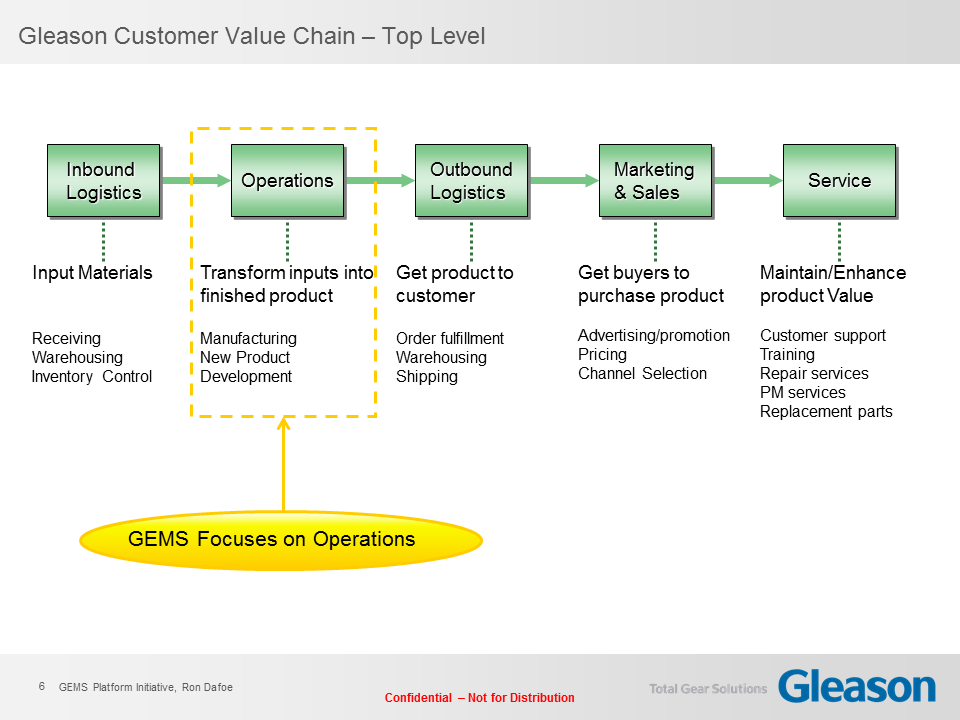 Gleason Customer Value Chain – Top Level
Inbound
Logistics
Operations
Outbound
Logistics
Marketing
& Sales
Service
Input Materials
Receiving
Warehousing
Inventory Control
Transform inputs into
finished product
Manufacturing
New Product
Development
Get product to
customer
Order fulfillment
Warehousing
Shipping
Get buyers to
purchase product
Advertising/promotion
Pricing
Channel Selection
Maintain/Enhance
product Value
Customer support
Training
Repair services
PM services
Replacement parts
GEMS Focuses on Operations
6 GEMS Platform Initiative, Ron Dafoe
Confidential – Not for Distribution
Total Gear Solutions
Gleason